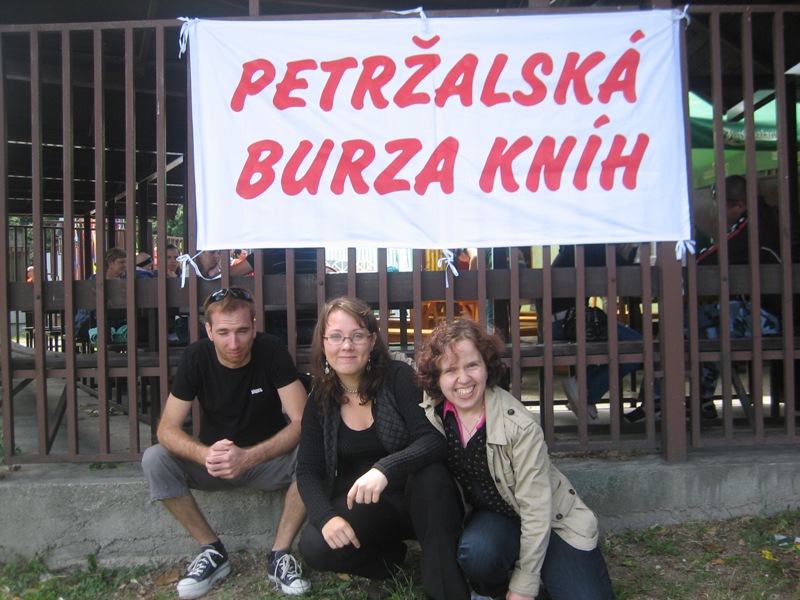 PETRŽALSKÁ
BURZA KNÍH